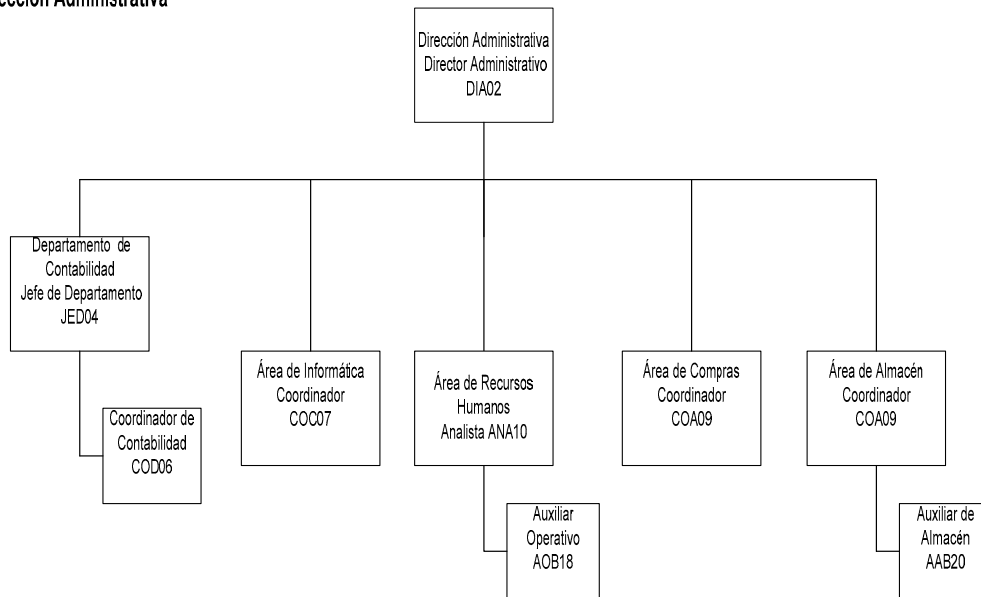 Dirección Administrativa
Director Administrativo
DIA02
Departamento de
Contabilidad
Jefe de Departamento
JED04
Área de Informática
Coordinador
COC07
Área de Recursos
Humanos
Analista ANA10
Área de Compras
Coordinador
COA09
Área de Almacén
Coordinador
COA09
Coordinador de
Contabilidad
COD06
Auxiliar
Operativo
AOB18
Auxiliar de
Almacén
AAB20